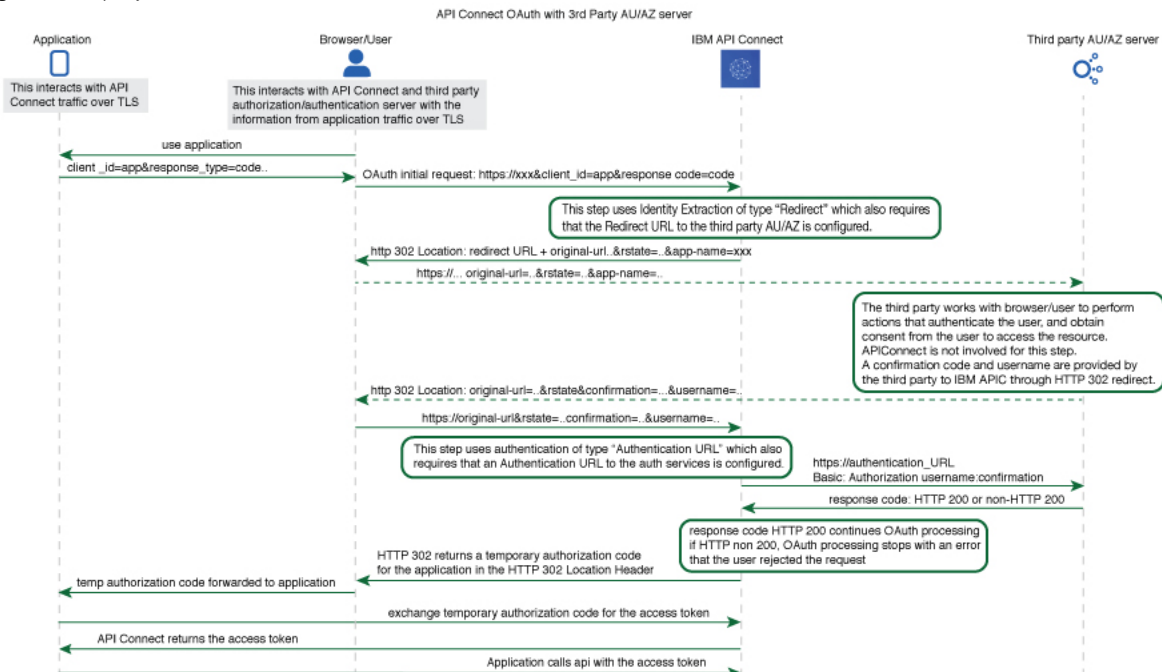 API Connect OAuth with 3rd Party AU/AZ server
Application
Browser/User
IBM API Connect
Third party AU/AZ server
This interacts with API
Connect traffic over TLS
This interacts with API Connect and third party
authorization/authentication server with the
information from application traffic over TLS
use application
client _id=app&response_type=code..
OAuth initial request: https://xxx&client_id=app&response code=code
This step uses Identity Extraction of type “Redirect” which also requires
that the Redirect URL to the third party AU/AZ is configured.
http 302 Location: redirect URL + original-url..&rstate=..&app-name=xxx
https://... original-url=..&rstate=..&app-name=..
The third party works with browser/user to perform
actions that authenticate the user, and obtain
consent from the user to access the resource.
APIConnect is not involved for this step.
A confirmation code and username are provided by
the third party to IBM APIC through HTTP 302 redirect.
http 302 Location: original-url=..&rstate&confirmation=...&username=..
https://original-url&rstate=..confirmation=..&username=..
This step uses authentication of type “Authentication URL” which also
requires that an Authentication URL to the auth services is configured.
https://authentication_URL
Basic: Authorization username:confirmation
response code: HTTP 200 or non-HTTP 200
response code HTTP 200 continues OAuth processing
if HTTP non 200, OAuth processing stops with an error
that the user rejected the request
HTTP 302 returns a temporary authorization code
for the application in the HTTP 302 Location Header
temp authorization code forwarded to application
exchange temporary authorization code for the access token
API Connect returns the access token
Application calls api with the access token